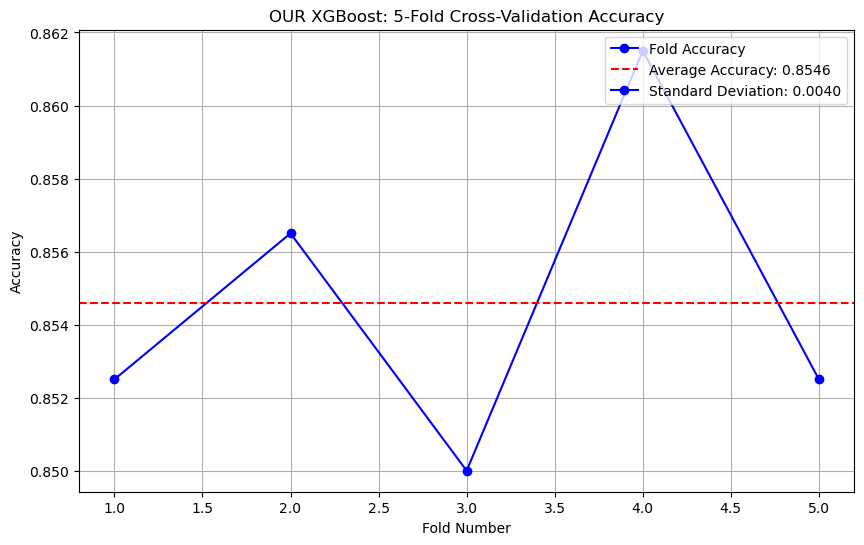 OUR XGBoost: 5-Fold Cross-Validation Accuracy
0.862
0.860
0.858
0.856
0.854
0.852
0.850
Accuracy
Fold Accuracy
Average Accuracy: 0.8546
Standard Deviation: 0.0040
1.0 1.5 2.0 2.5 3.0 3.5 4.0 4.5 5.0
Fold Number